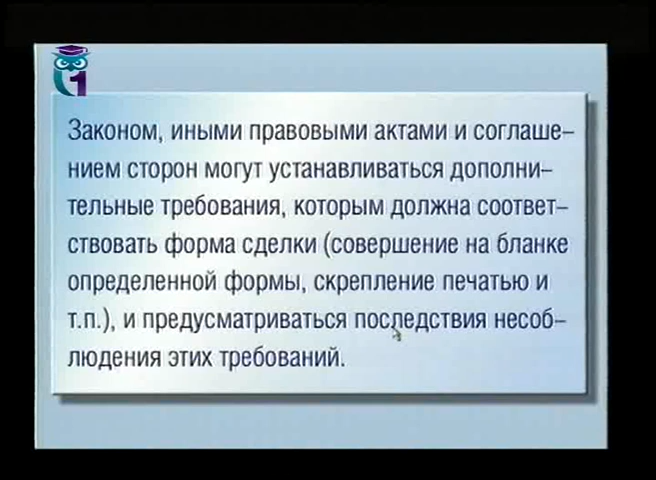 1
Законом, иными правовыми актами и соглаше–
нием сторон могут устанавливаться дополни–
тельные требования, которым должна соответ–
ствовать форма сделки (совершение на бланке
определенной формы, скрепление печатью и
т.п.), и предусматриваться последствия несоб–
людения этих требований.